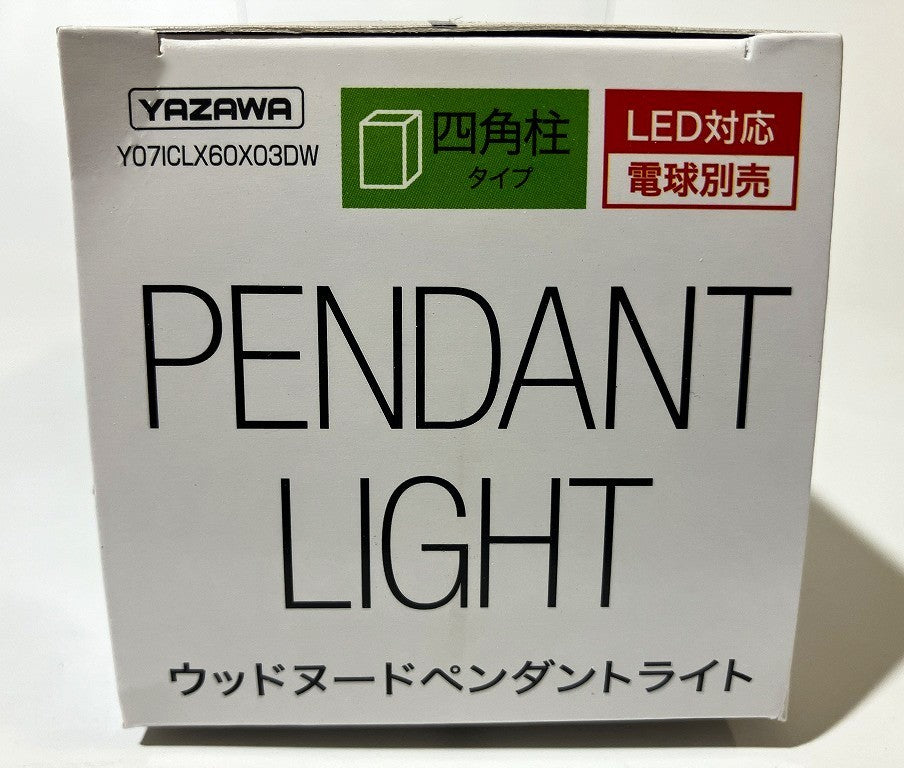 YAZAWA
Y07ICLX60X03DW
四角柱
タイプ
LED対応
電球別売
PENDANT
LIGHT
ウッドヌードペンダントライト